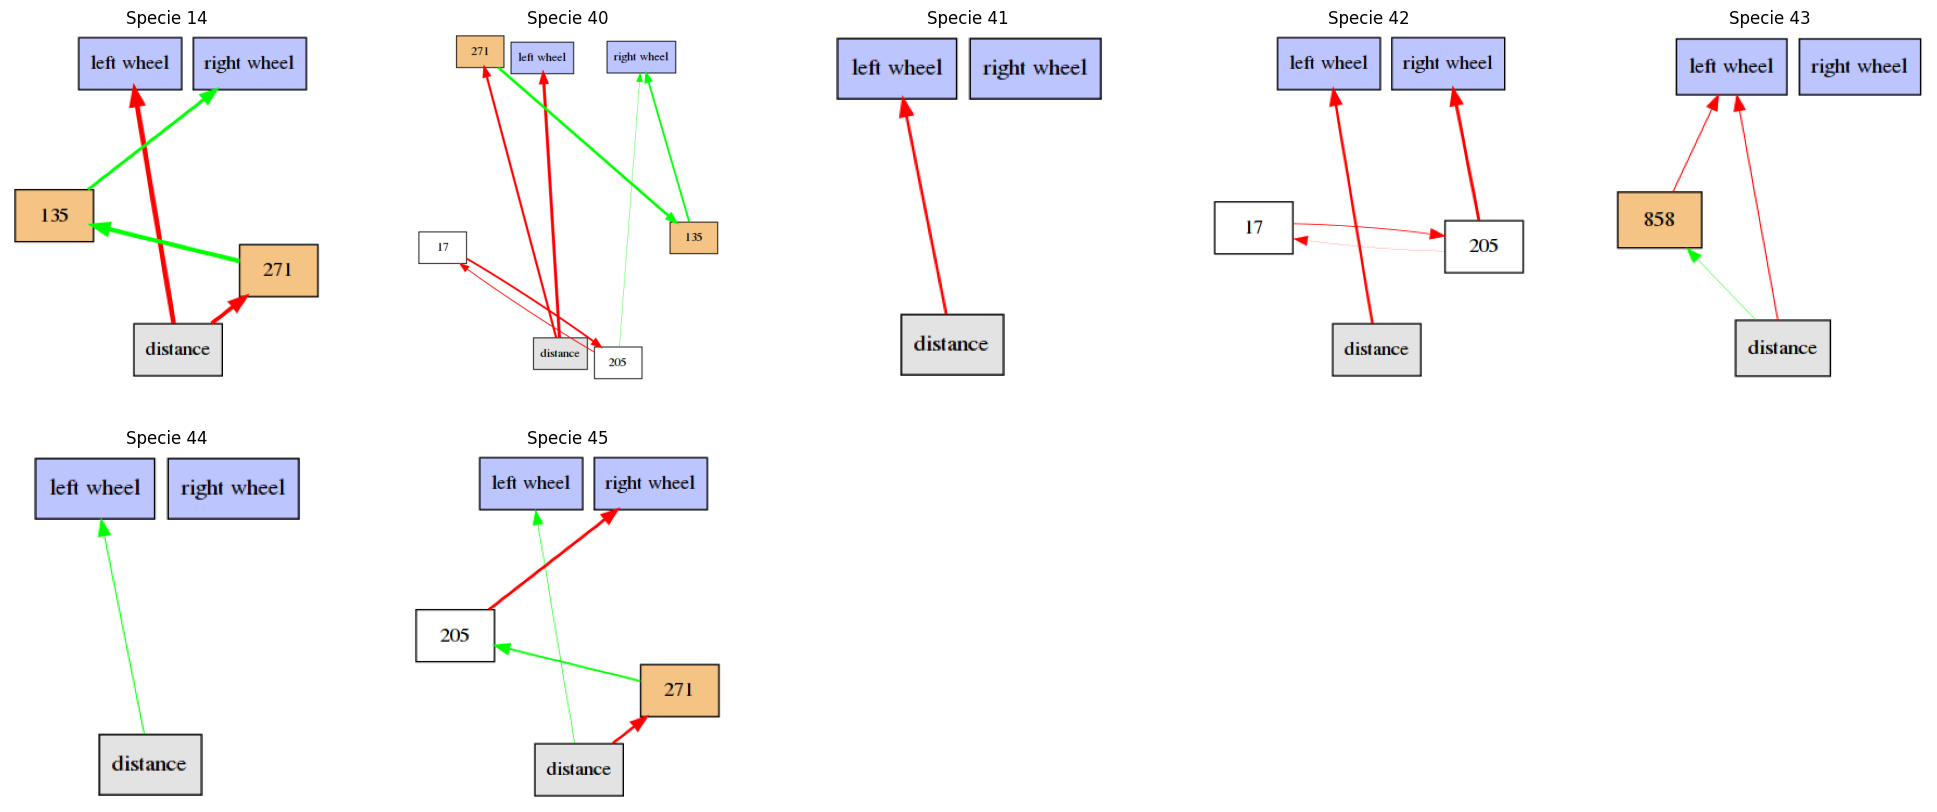 Specie 14
left wheel
right wheel
135
271
distance
Specie 40
271
left wheel
right wheel
135
17
distance
205
Specie 41
left wheel
right wheel
distance
Specie 42
left wheel
right wheel
17
205
distance
Specie 43
left wheel
right wheel
858
distance
Specie 44
left wheel
right wheel
distance
Specie 45
left wheel
right wheel
205
271
distance